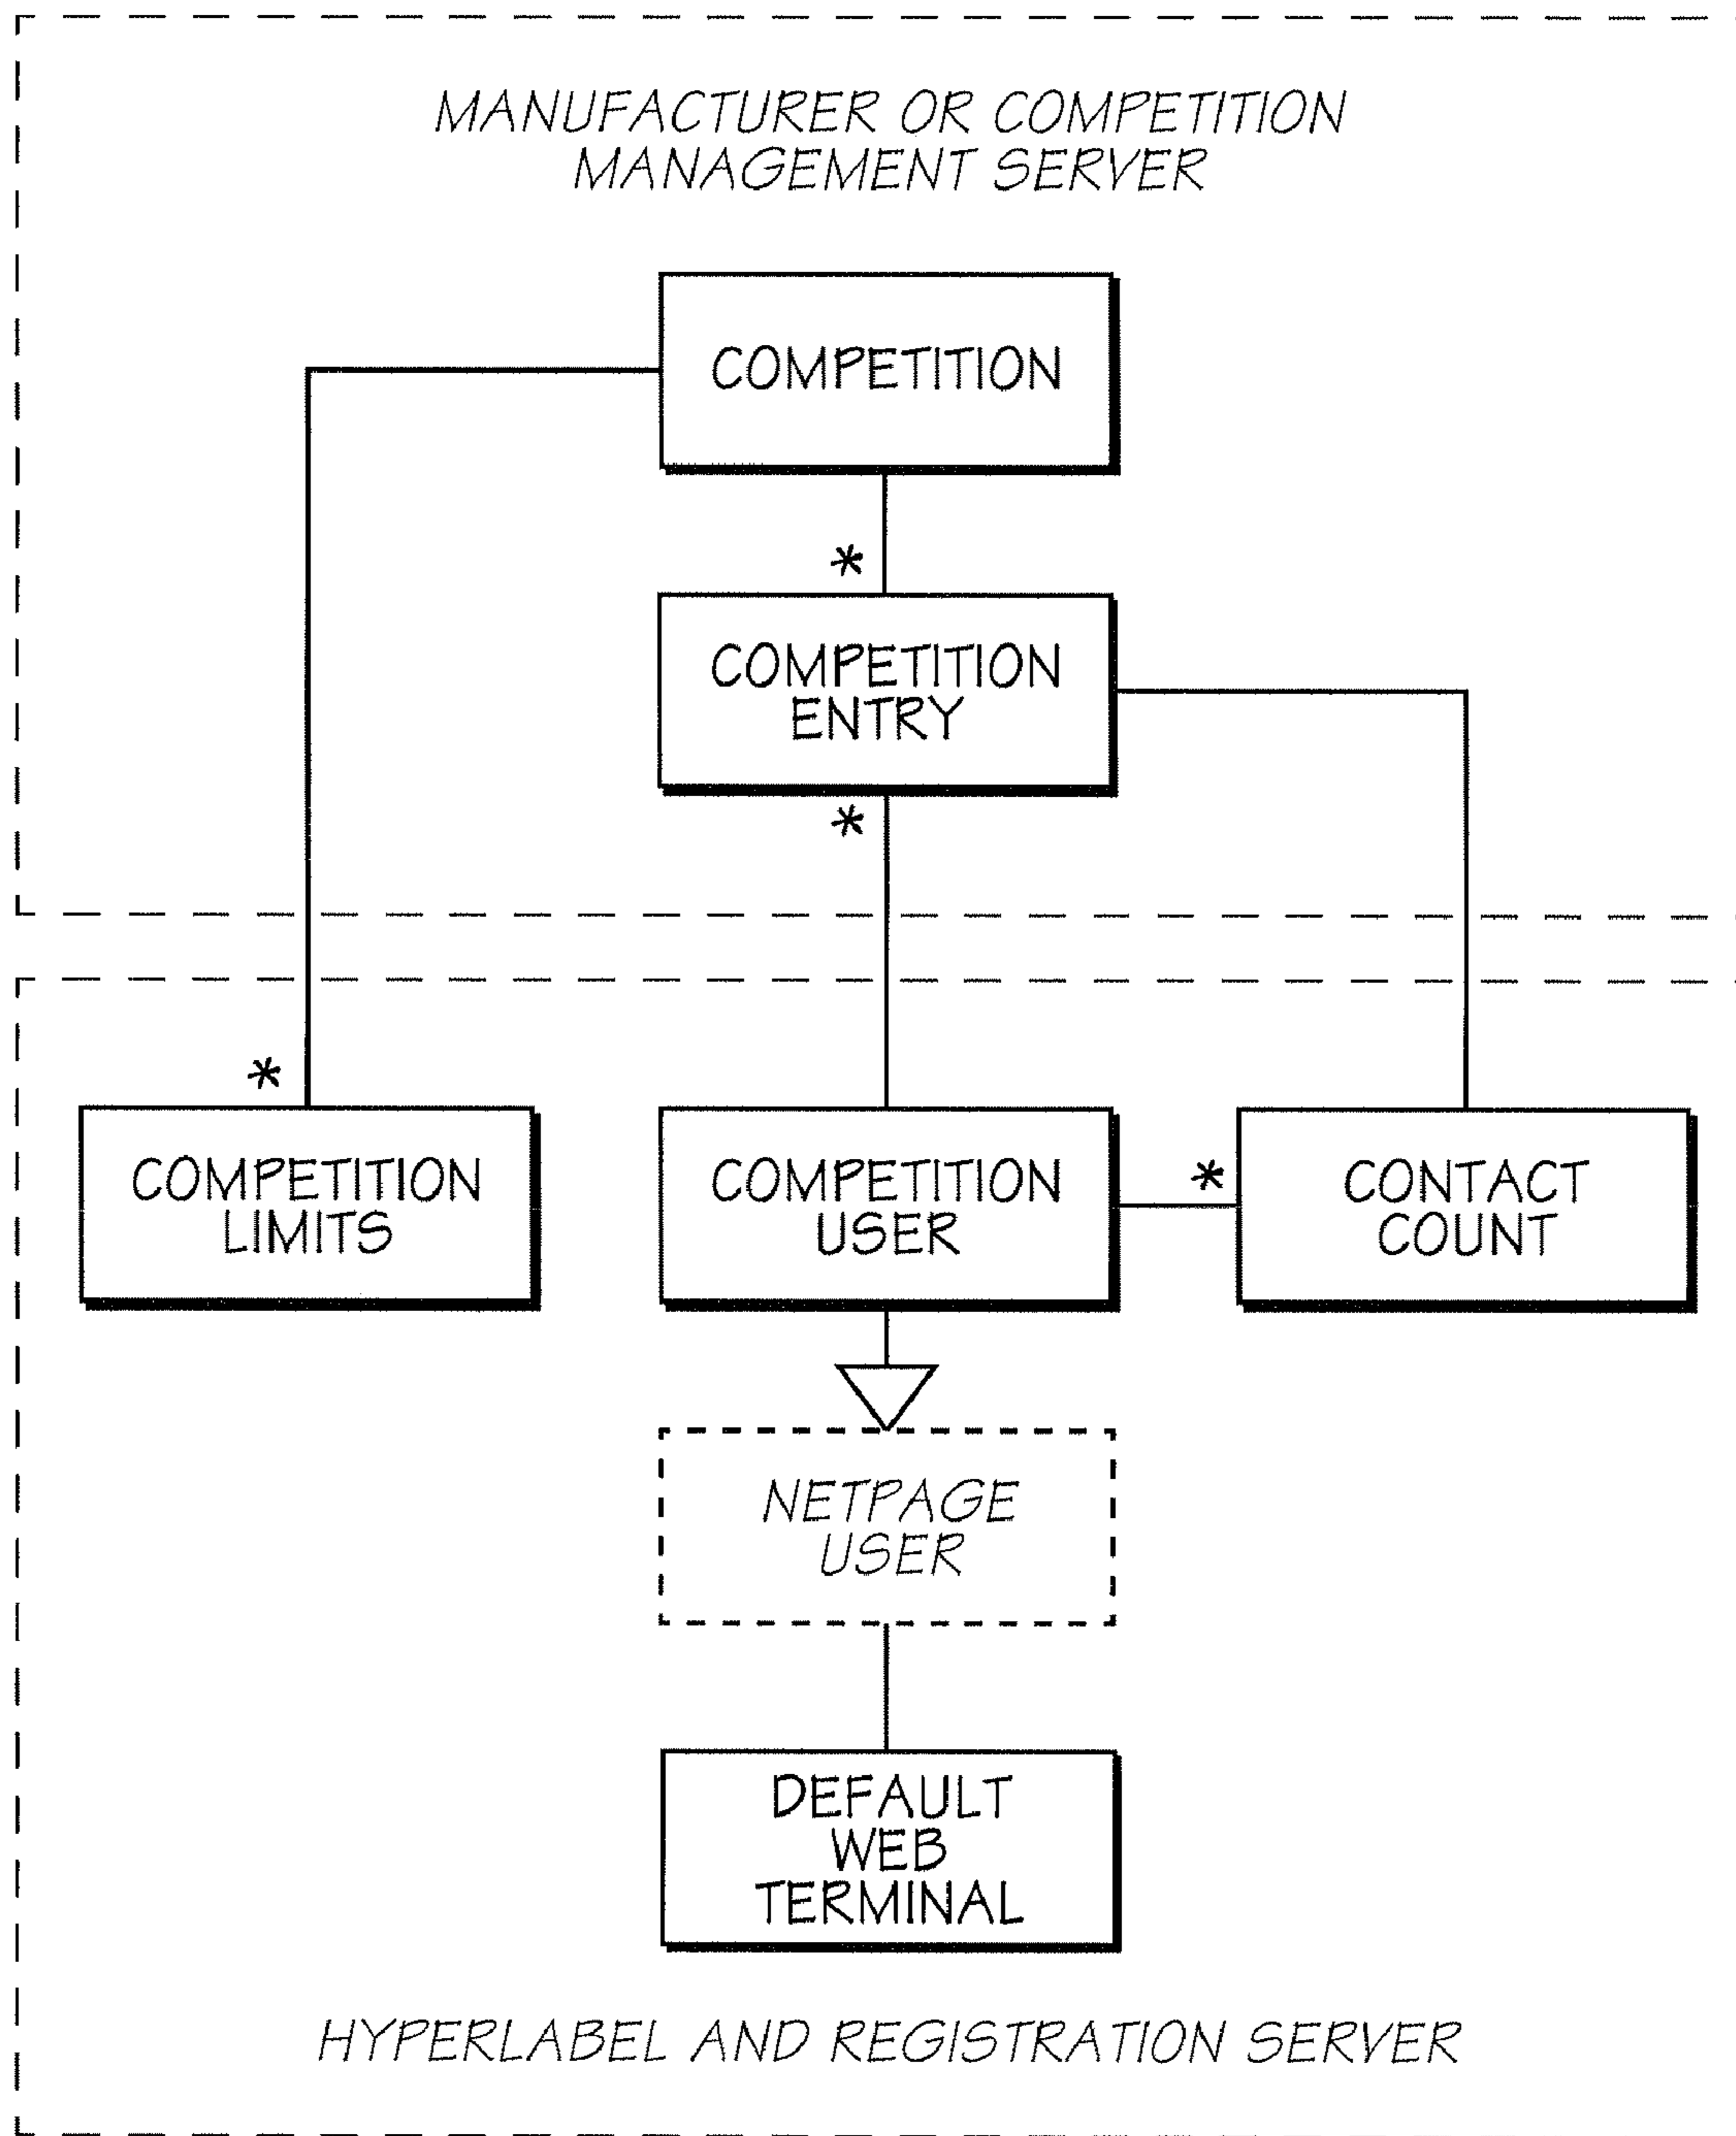 MANUFACTURER OR COMPETITION
MANAGEMENT SERVER
COMPETITION
*
COMPETITION
ENTRY
*
*
COMPETITION
LIMITS
COMPETITION
USER
*
CONTACT
COUNT
NETPAGE
USER
DEFAULT
WEB
TERMINAL
HYPERLABEL AND REGISTRATION SERVER